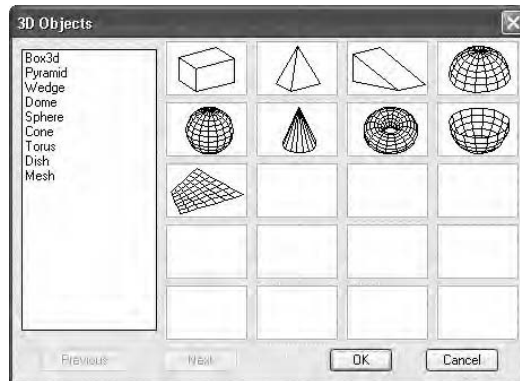 3D Objects
Box3d
Pyramid
Wedge
Dome
Sphere
Cone
Torus
Dish
Mesh
Previous
Next
OK
Cancel